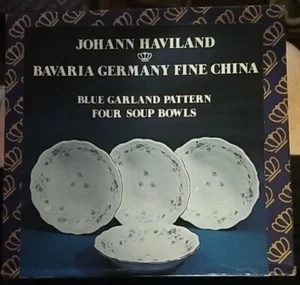 JOHANN HAVILAND
BAVARIA GERMANY FINE CHINA
BLUE GARLAND PATTERN
FOUR SOUP BOWLS